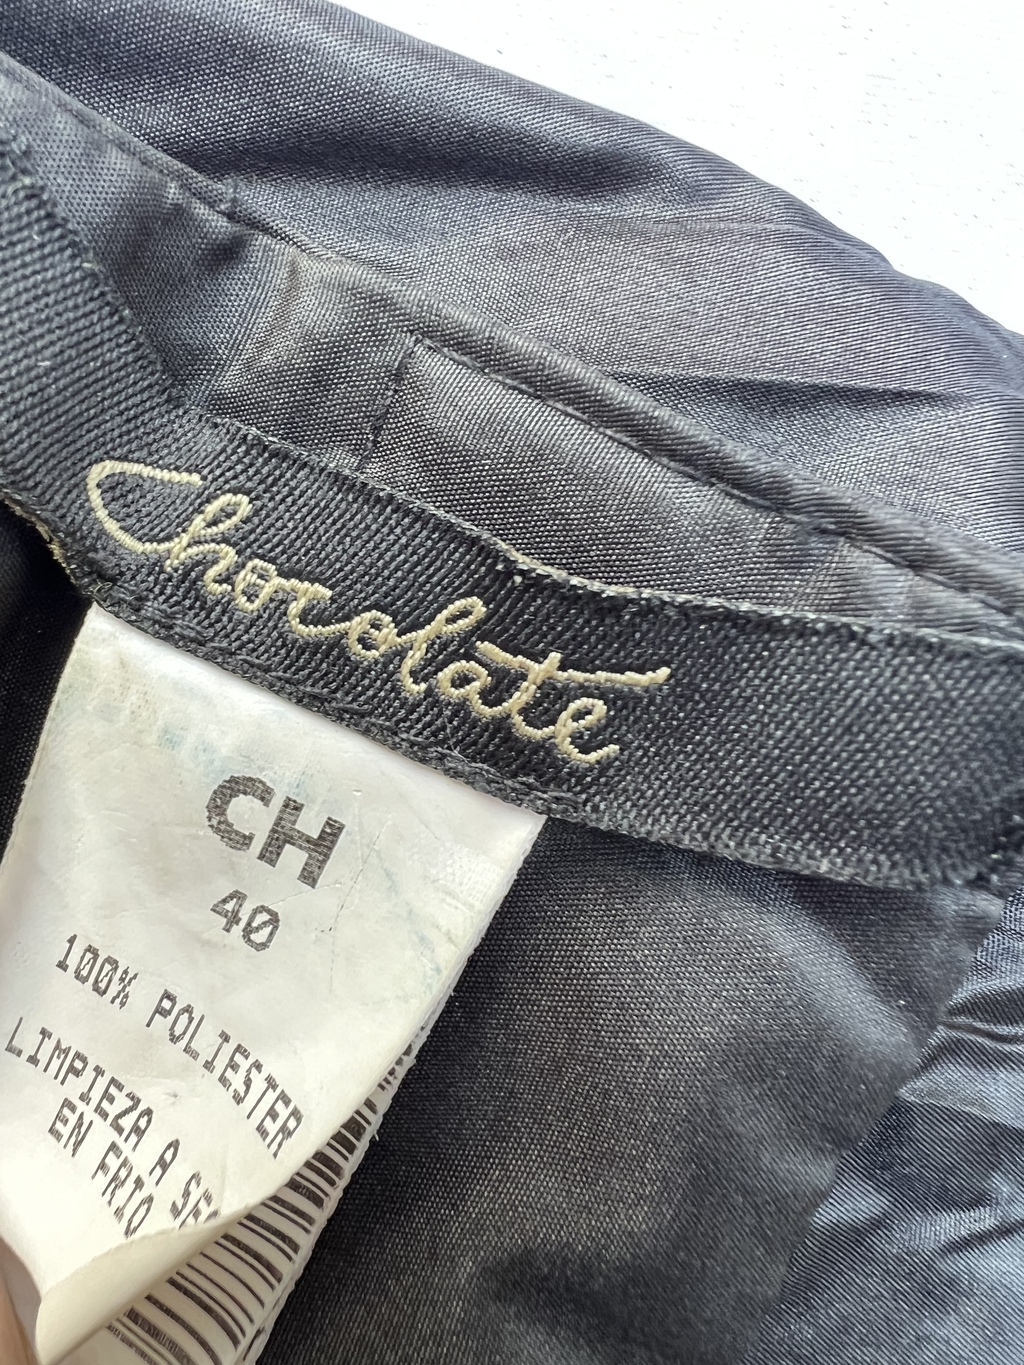 Chocolate
CH
40
100% POLIESTER
LIMPIEZA A
EN FRIO